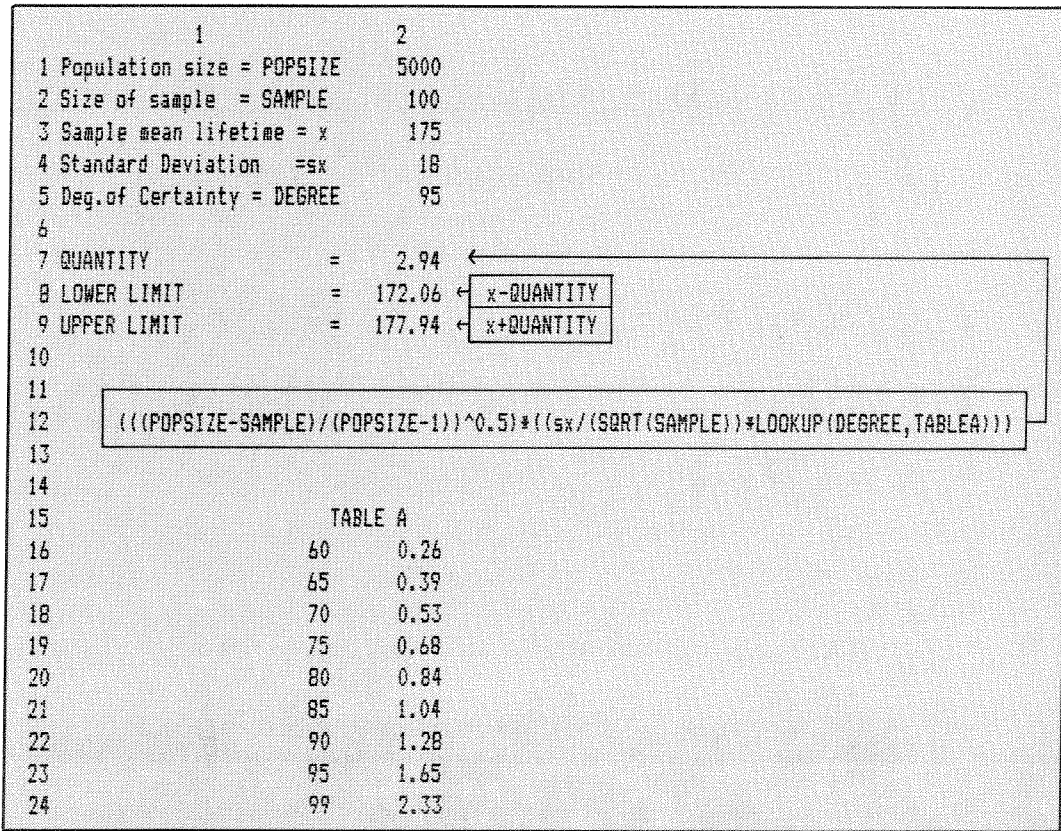 1 2
1 Population size = POPSIZE 5000
2 Size of sample = SAMPLE 100
3 Sample mean lifetime = x 175
4 Standard Deviation =sx 18
5 Deg.of Certainty = DEGREE 95
6
7 QUANTITY = 2.94
8 LOWER LIMIT = 172.06 ← x-QUANTITY
9 UPPER LIMIT = 177.94 ← x+QUANTITY
10
11
12 (((POPSIZE-SAMPLE)/(POPSIZE-1))^0.5)*((sx/(SQRT(SAMPLE))*LOOKUP(DEGREE,TABLEA)))
13
14
15 TABLE A
16 60 0.26
17 65 0.39
18 70 0.53
19 75 0.68
20 80 0.84
21 85 1.04
22 90 1.28
23 95 1.65
24 99 2.33